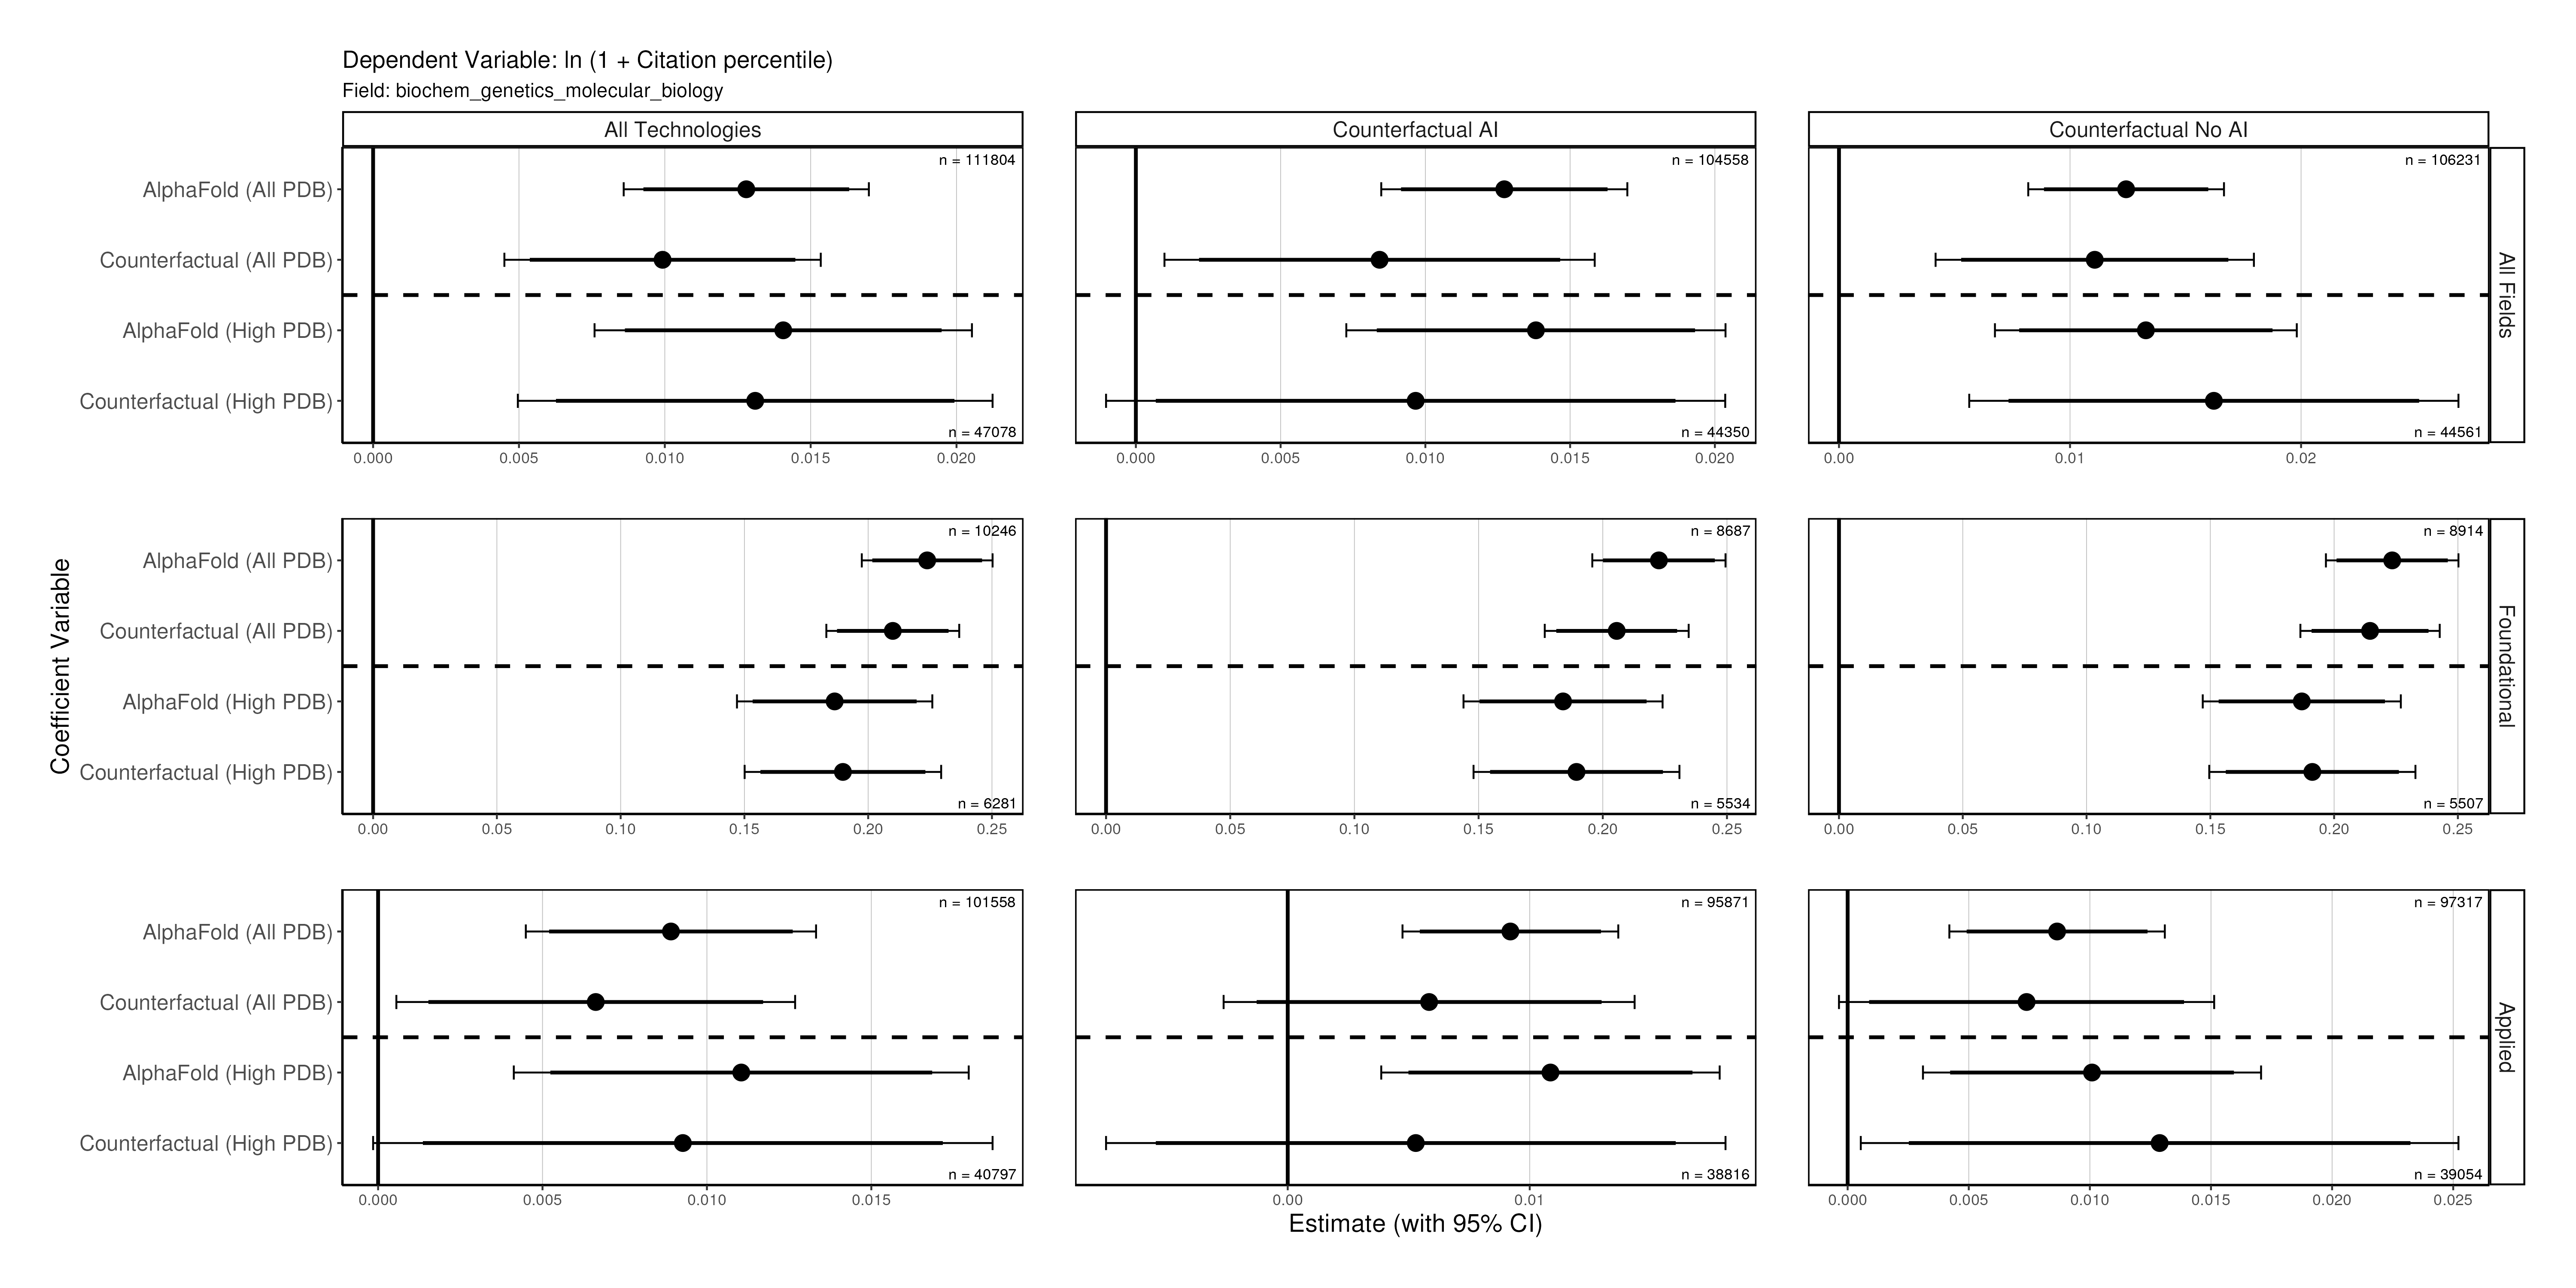 Dependent Variable: ln (1 + Citation percentile)
Field: biochem_genetics_molecular_biology
All Technologies
Counterfactual AI
Counterfactual No AI
n = 111804
n = 104558
n = 106231
AlphaFold (All PDB)
Counterfactual (All PDB)
AlphaFold (High PDB)
Counterfactual (High PDB)
All Fields
n = 47078
n = 44350
n = 44561
0.000 0.005 0.010 0.015 0.020
0.000 0.005 0.010 0.015 0.020
0.00 0.01 0.02
Coefficient Variable
n = 10246
n = 8687
n = 8914
AlphaFold (All PDB)
Counterfactual (All PDB)
AlphaFold (High PDB)
Counterfactual (High PDB)
Foundational
n = 6281
n = 5534
n = 5507
0.00 0.05 0.10 0.15 0.20 0.25
0.00 0.05 0.10 0.15 0.20 0.25
0.00 0.05 0.10 0.15 0.20 0.25
n = 101558
n = 95871
n = 97317
AlphaFold (All PDB)
Counterfactual (All PDB)
AlphaFold (High PDB)
Counterfactual (High PDB)
Applied
n = 40797
n = 38816
n = 39054
0.000 0.005 0.010 0.015
0.00 0.01
0.000 0.005 0.010 0.015 0.020 0.025
Estimate (with 95% CI)